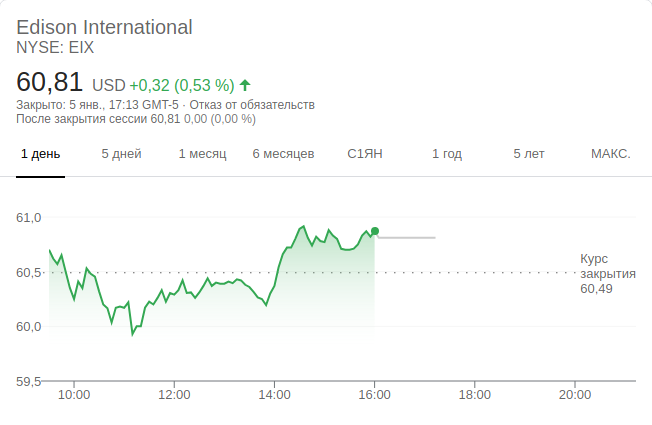 Edison International
NYSE: EIX
60,81 USD +0,32 (0,53 %)
Закрыто: 5 янв., 17:13 GMT-5 · Отказ от обязательств
После закрытия сессии 60,81 0,00 (0,00 %)
1 день 5 дней 1 месяц 6 месяцев С1ЯН 1 год 5 лет МАКС.
61,0
60,5
60,0
59,5
Курс
закрытия
60,49
10:00 12:00 14:00 16:00 18:00 20:00